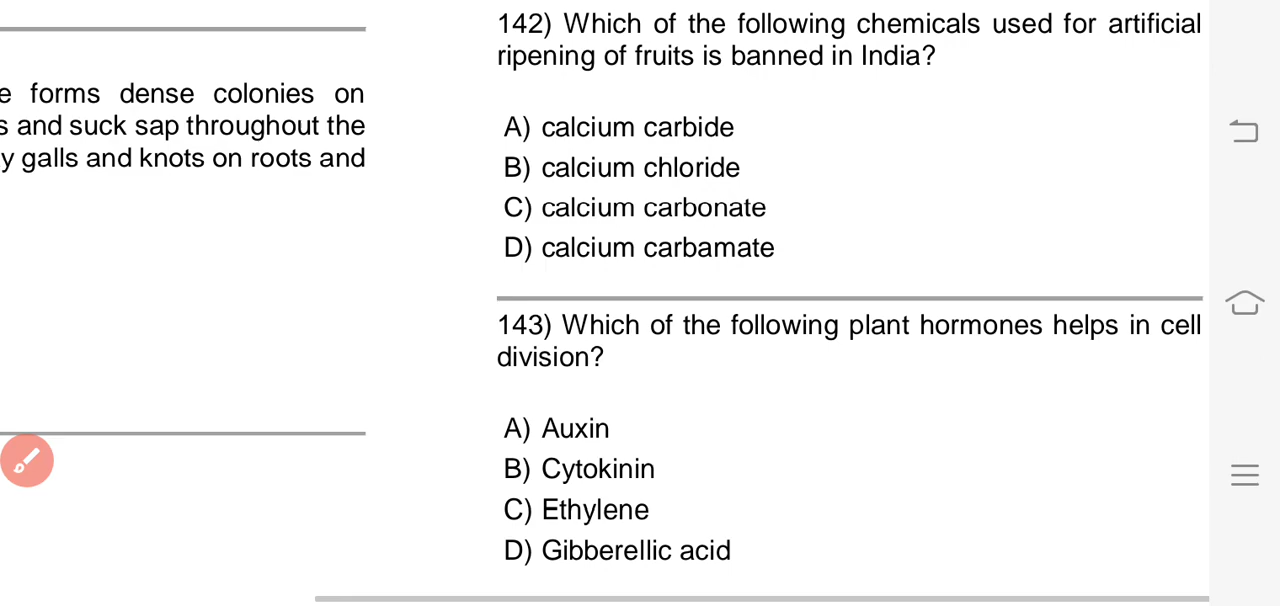 e forms dense colonies on
s and suck sap throughout the
y galls and knots on roots and
142) Which of the following chemicals used for artificial
ripening of fruits is banned in India?
A) calcium carbide
B) calcium chloride
C) calcium carbonate
D) calcium carbamate
143) Which of the following plant hormones helps in cell
division?
A) Auxin
B) Cytokinin
C) Ethylene
D) Gibberellic acid